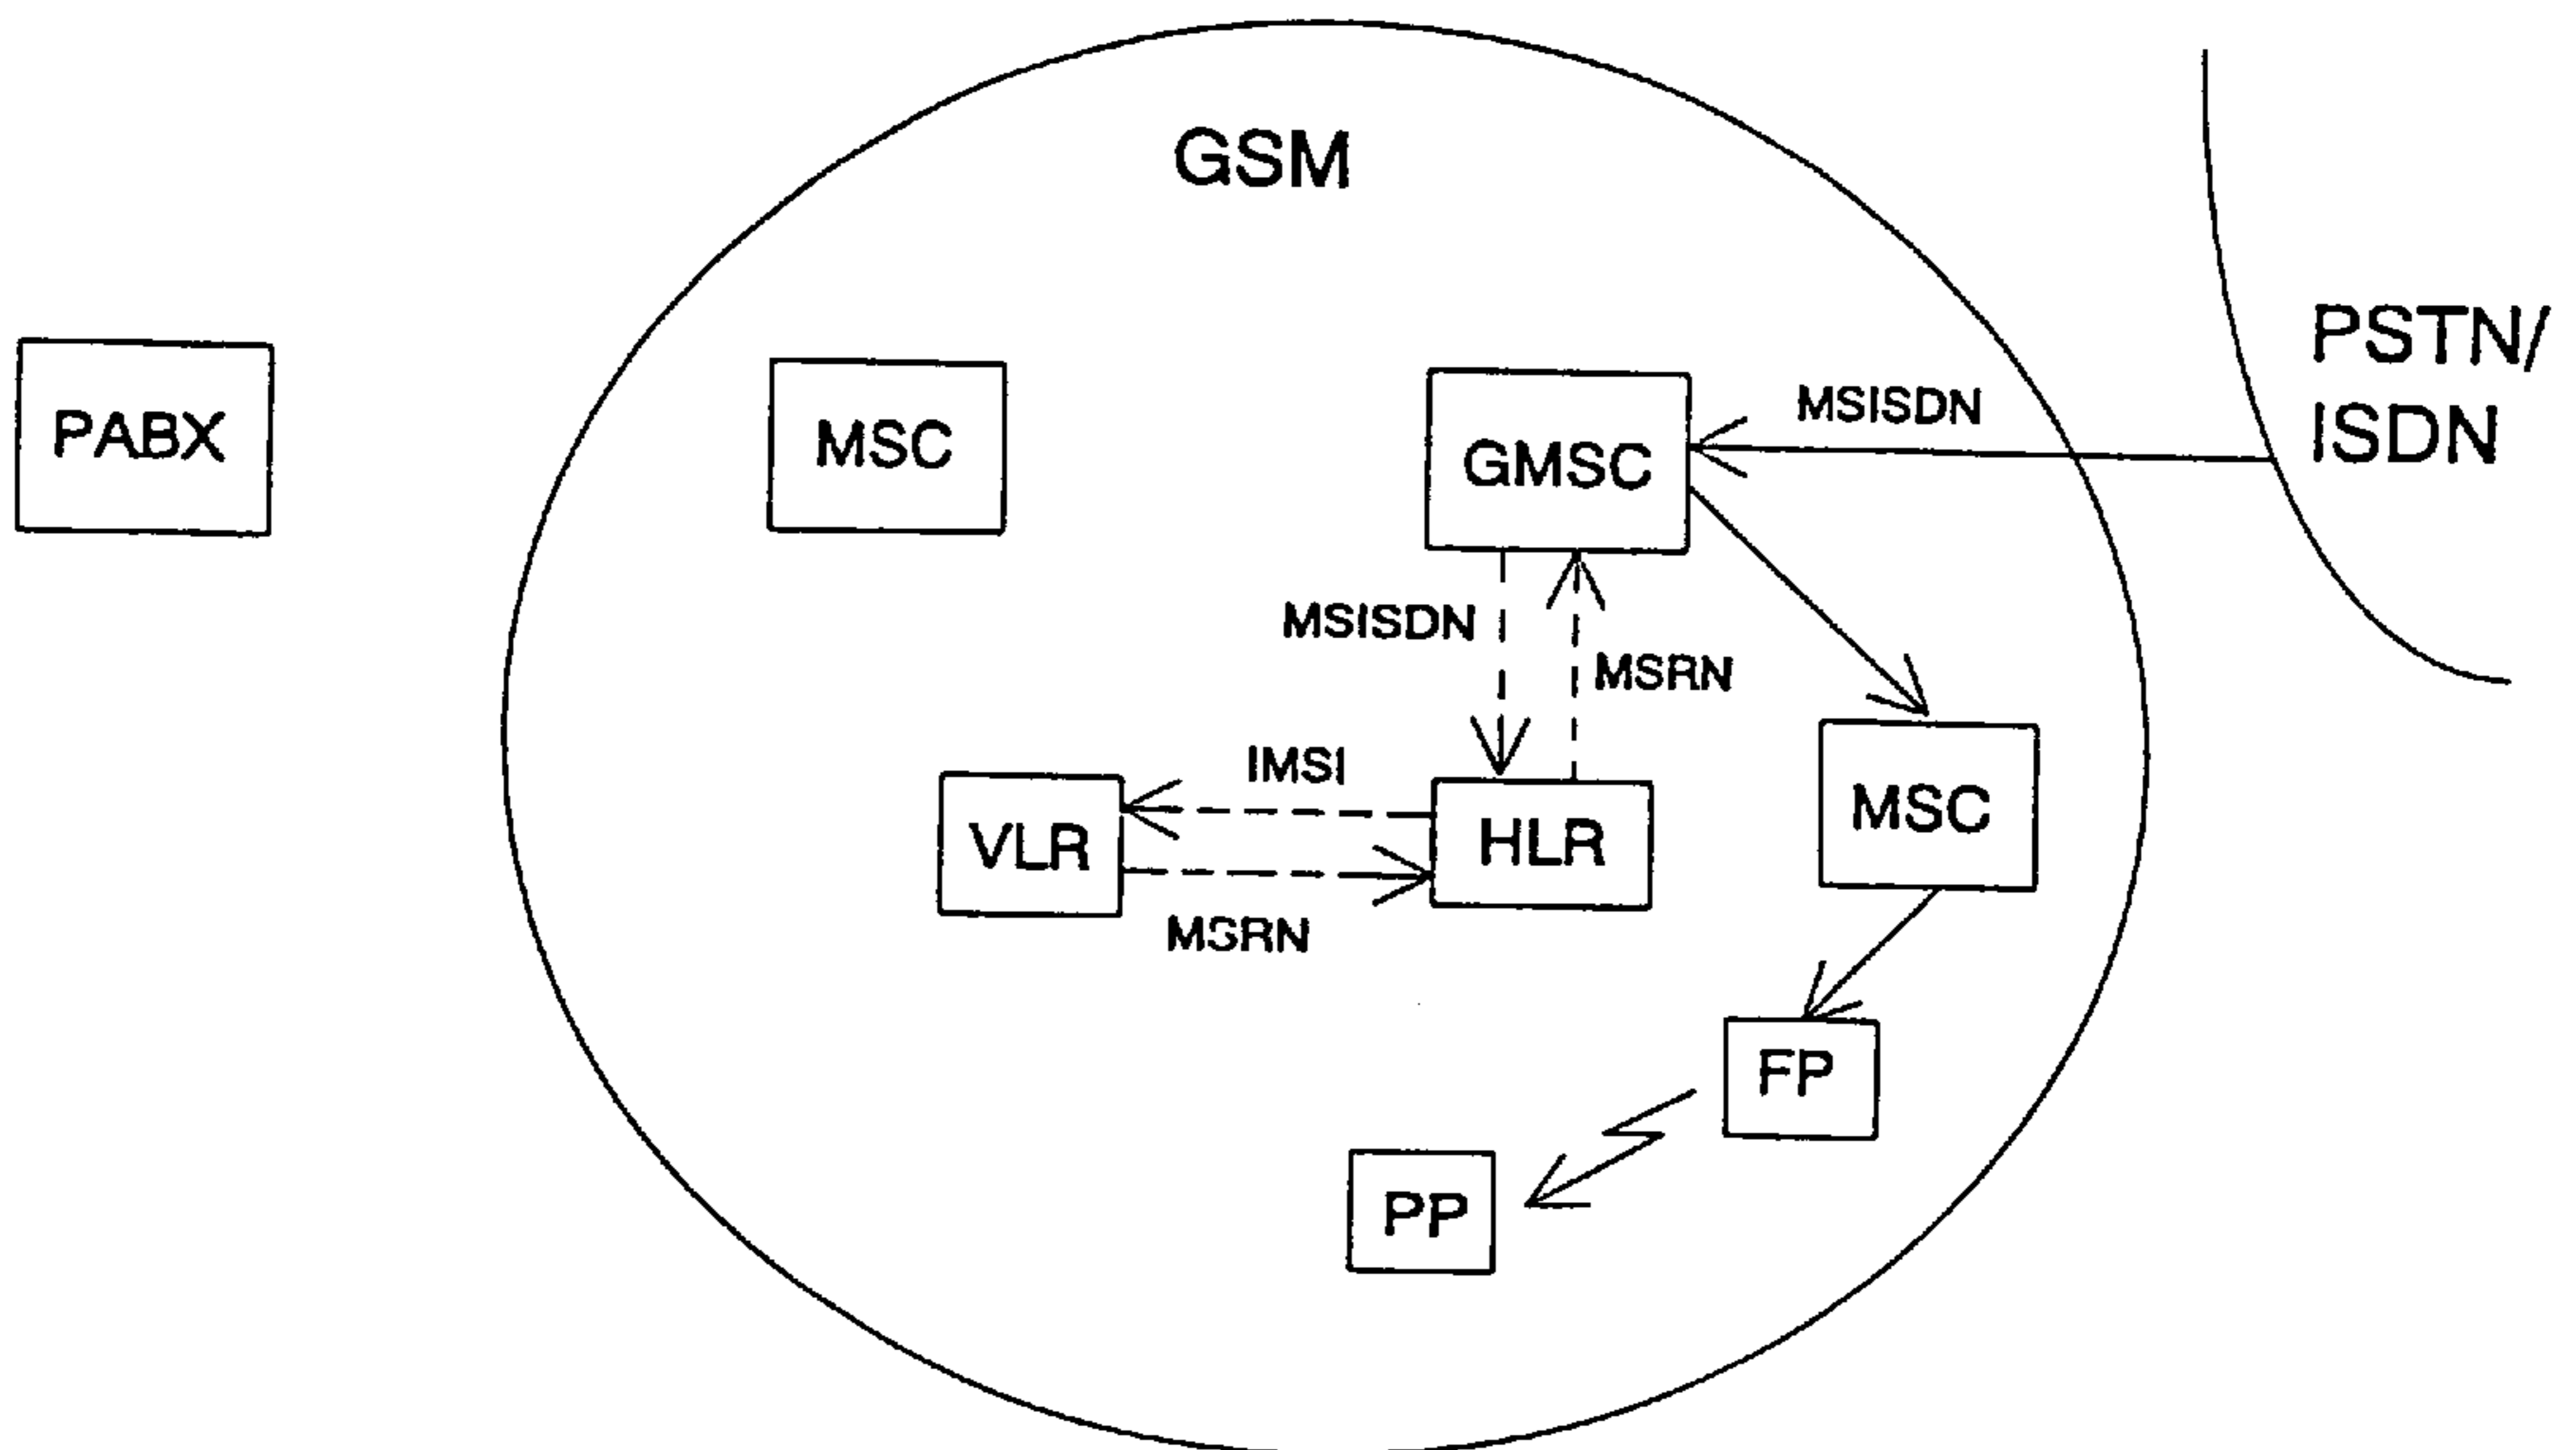 GSM
PSTN/
ISDN
PABX
MSC
GMSC
MSISDN
MSISDN
MSRN
IMSI
VLR
HLR
MSC
MSRN
FP
PP